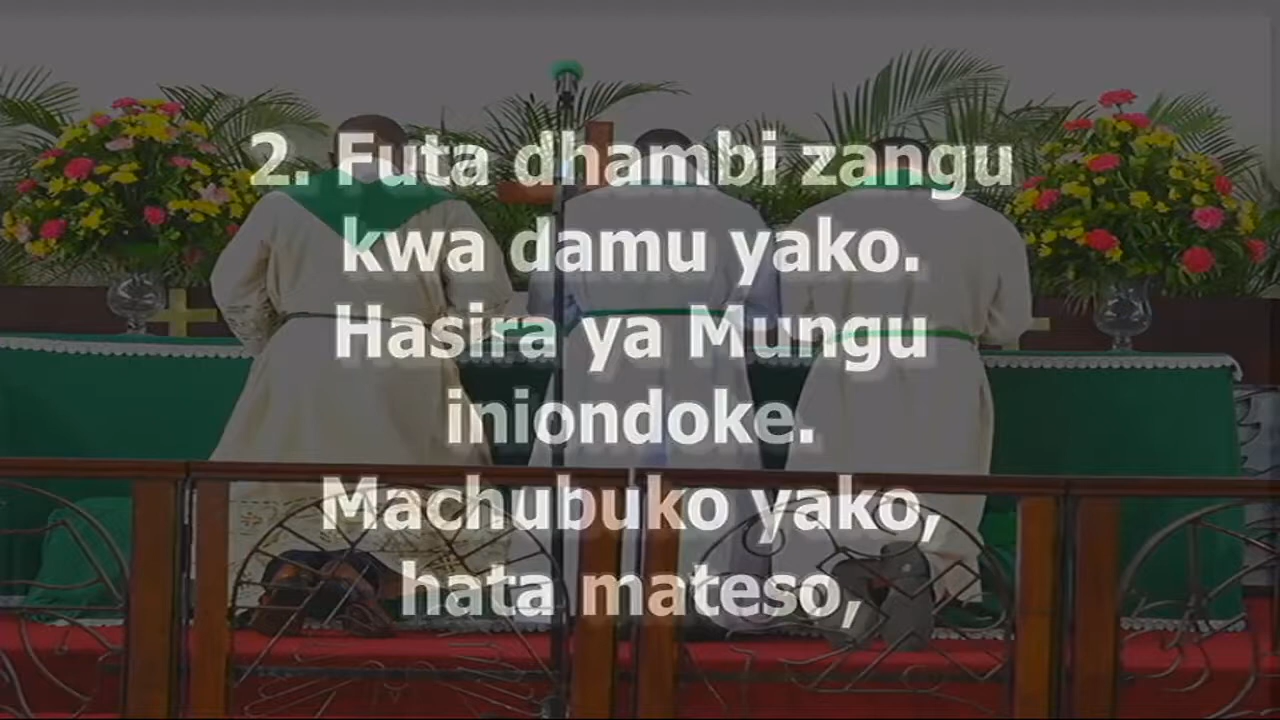 2. Futa dhambi zangu
kwa damu yako.
Hasira ya Mungu
iniondoke.
Machubuko yako,
hata mateso,